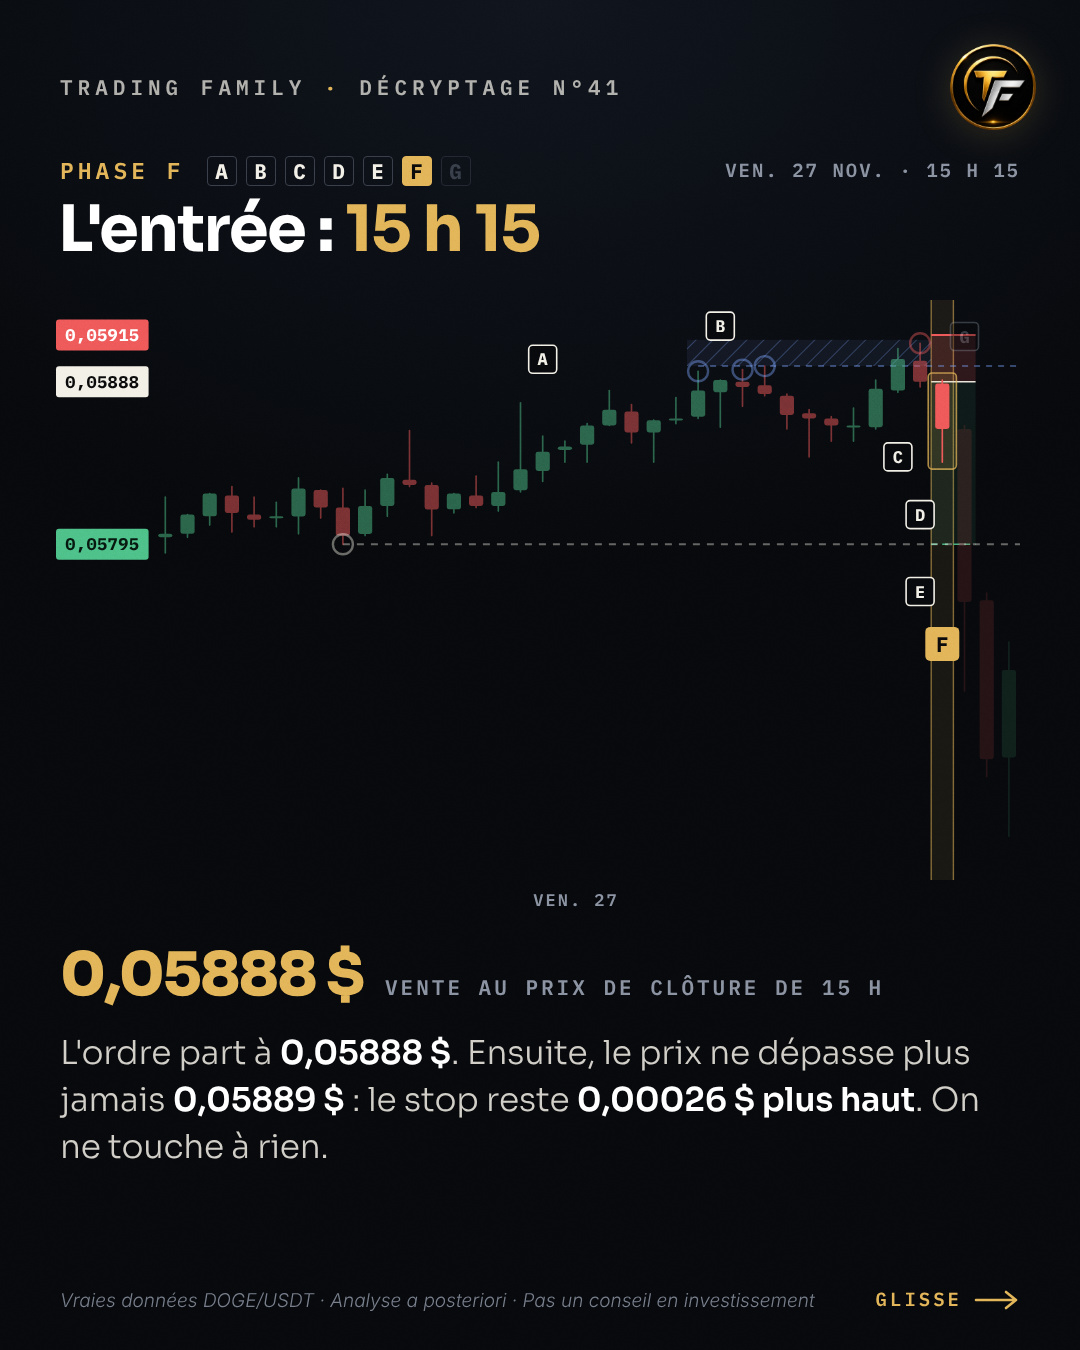 TRADING FAMILY · DÉCRYPTAGE N°41
TF
PHASE F A B C D E F G
VEN. 27 NOV. · 15 H 15
L'entrée : 15 h 15
0,05915
0,05888
0,05795
A
B
C
D
E
F
G
VEN. 27
0,05888 $ VENTE AU PRIX DE CLÔTURE DE 15 H
L'ordre part à 0,05888 $. Ensuite, le prix ne dépasse plus
jamais 0,05889 $ : le stop reste 0,00026 $ plus haut. On
ne touche à rien.
Vraies données DOGE/USDT · Analyse a posteriori · Pas un conseil en investissement
GLISSE